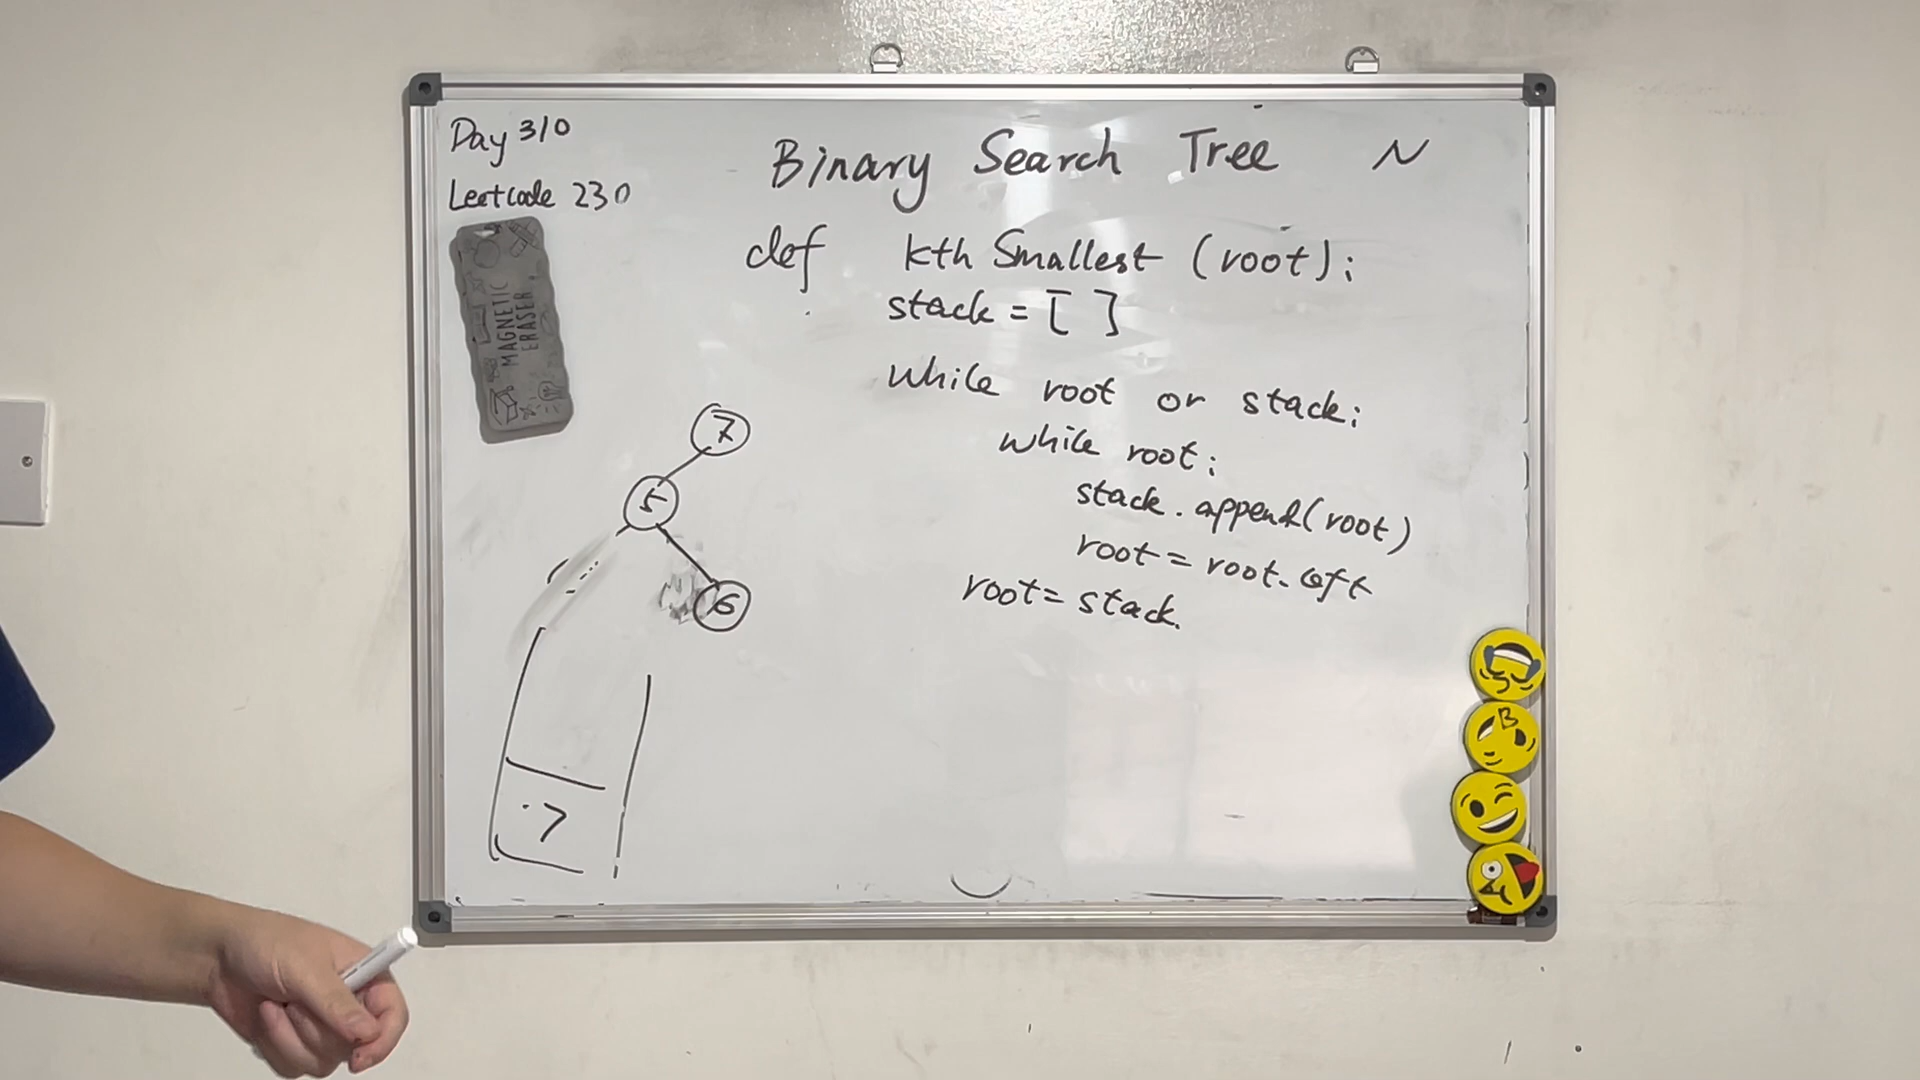 Day 310
Leetcode 230
Binary Search Tree N
def kth Smallest (root):
stack = [ ]
while root or stack:
while root:
stack.append(root)
root = root.left
root = stack.
MAGNETIC
ERASER
7
5
6
7
B